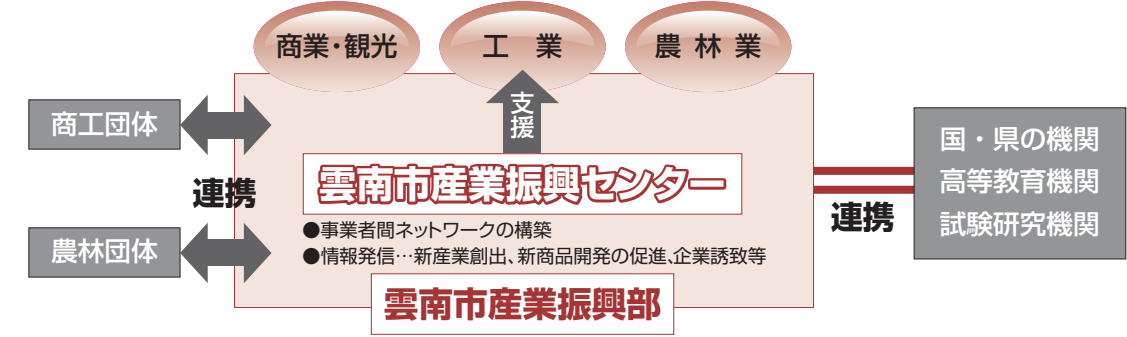 商業・観光
工業
農林業
支援
商工団体
連携
農林団体
雲南市産業振興センター
●事業者間ネットワークの構築
●情報発信…新産業創出、新商品開発の促進、企業誘致等
雲南市産業振興部
連携
国・県の機関
高等教育機関
試験研究機関